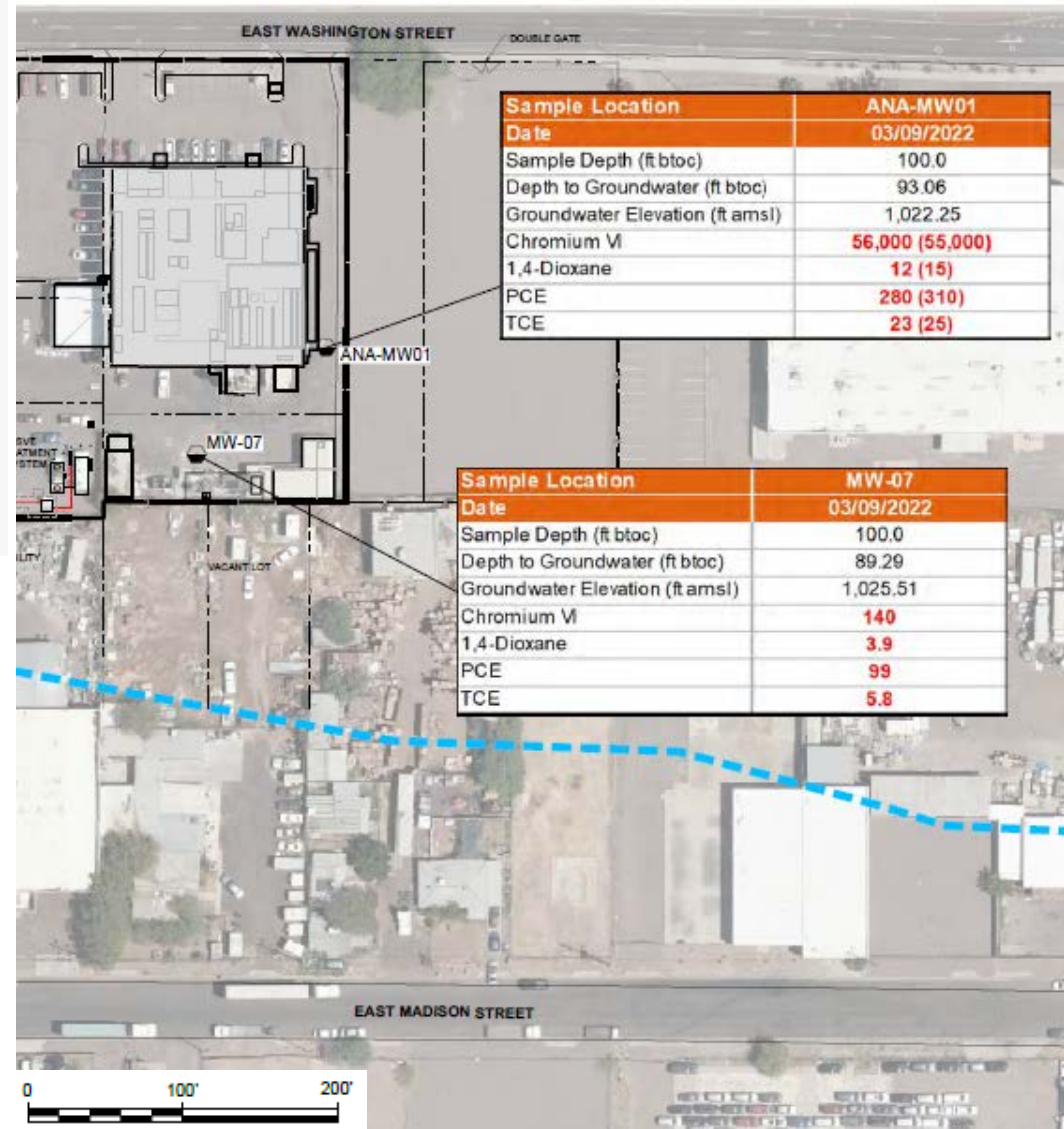 EAST WASHINGTON STREET
DOUBLE GATE
Sample Location ANA-MW01
Date 03/09/2022
Sample Depth (ft btoc) 100.0
Depth to Groundwater (ft btoc) 93.06
Groundwater Elevation (ft amsl) 1,022.25
Chromium VI 56,000 (55,000)
1,4-Dioxane 12 (15)
PCE 280 (310)
TCE 23 (25)
ANA-MW01
MW-07
SVE
ATMENT
YSTEM
Sample Location MW-07
Date 03/09/2022
Sample Depth (ft btoc) 100.0
Depth to Groundwater (ft btoc) 89.29
Groundwater Elevation (ft amsl) 1,025.51
Chromium VI 140
1,4-Dioxane 3.9
PCE 99
TCE 5.8
ILITY
VACANT LOT
EAST MADISON STREET
0 100' 200'